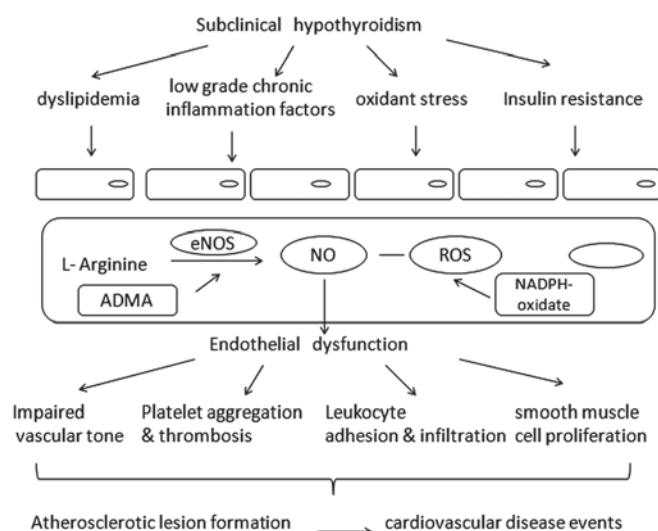 Subclinical hypothyroidism
dyslipidemia
low grade chronic
inflammation factors
oxidant stress
Insulin resistance
eNOS
L- Arginine
NO
ROS
ADMA
NADPH-
oxidate
Endothelial dysfunction
Impaired
vascular tone
Platelet aggregation
& thrombosis
Leukocyte
adhesion & infiltration
smooth muscle
cell proliferation
Atherosclerotic lesion formation
cardiovascular disease events